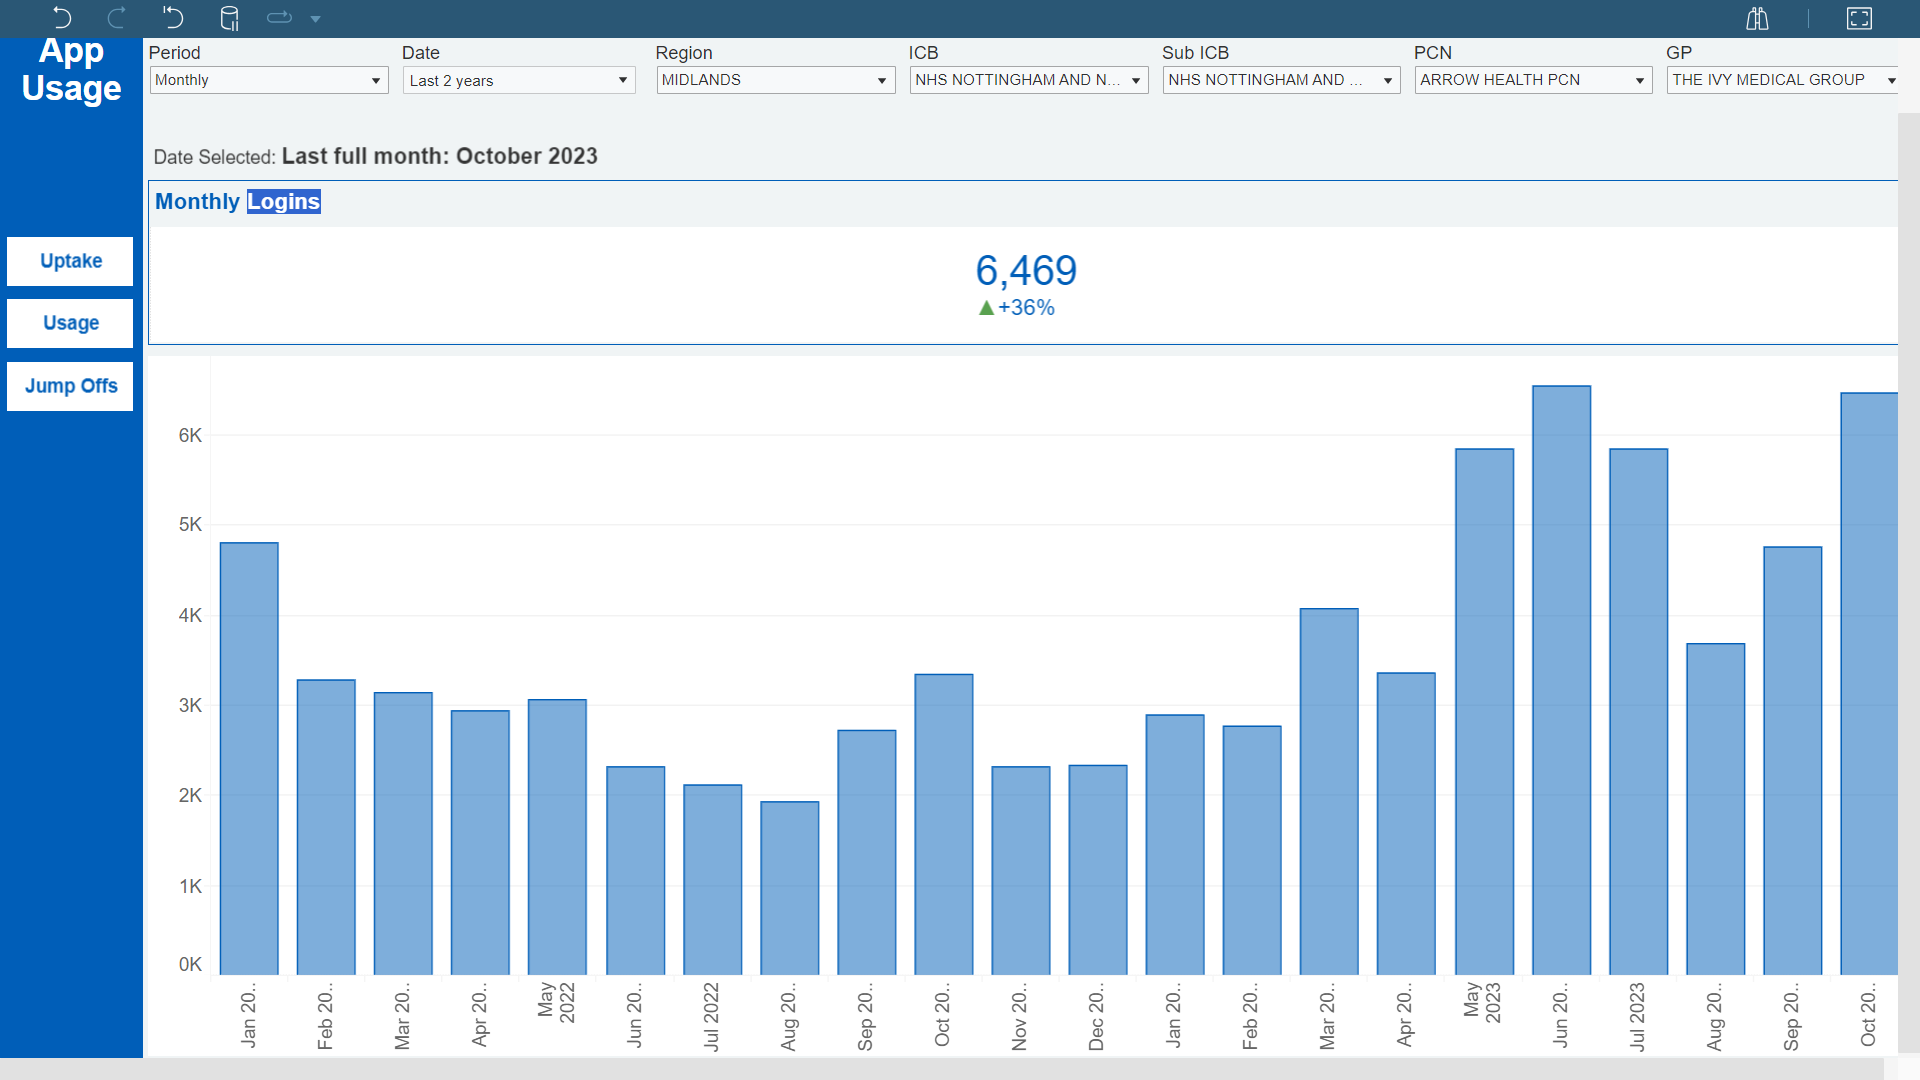 App
Usage
Period
Date
Region
ICB
Sub ICB
PCN
GP
Monthly
Last 2 years
MIDLANDS
NHS NOTTINGHAM AND N...
NHS NOTTINGHAM AND ...
ARROW HEALTH PCN
THE IVY MEDICAL GROUP
Date Selected: Last full month: October 2023
Monthly Logins
6,469
▲+36%
Uptake
Usage
Jump Offs
6K
5K
4K
3K
2K
1K
0K
Jan 20..
Feb 20..
Mar 20..
Apr 20..
May
2022
Jun 20..
Jul 2022
Aug 20..
Sep 20..
Oct 20..
Nov 20..
Dec 20..
Jan 20..
Feb 20..
Mar 20..
Apr 20..
May
2023
Jun 20..
Jul 2023
Aug 20..
Sep 20..
Oct 20..